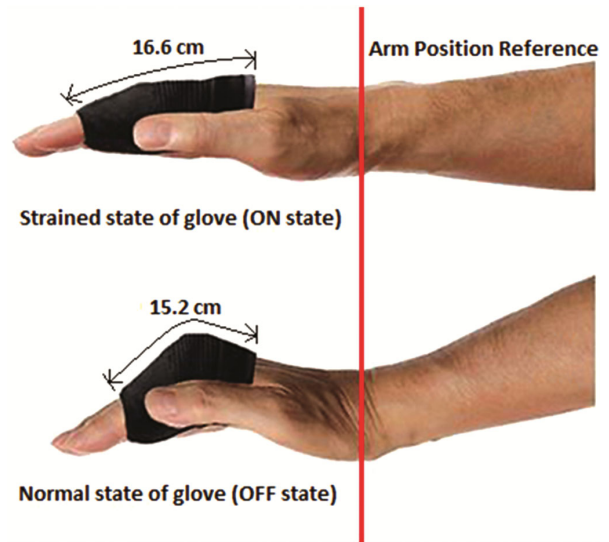 16.6 cm
Arm Position Reference
Strained state of glove (ON state)
15.2 cm
Normal state of glove (OFF state)